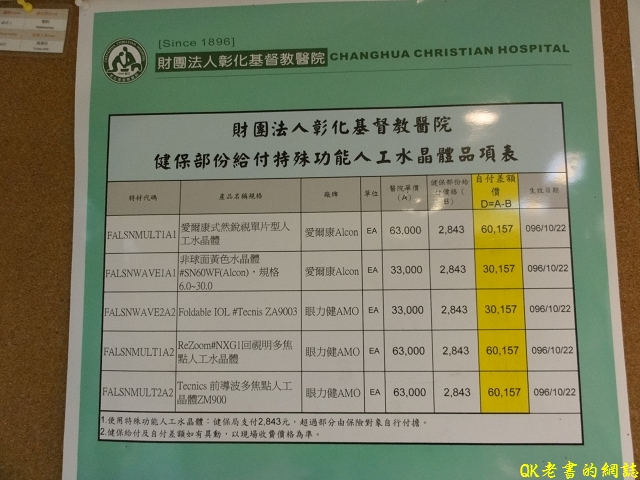 [Since 1896]
財團法人彰化基督教醫院 CHANGHUA CHRISTIAN HOSPITAL
財團法人彰化基督教醫院
健保部份給付特殊功能人工水晶體品項表
特材代碼 產品名稱規格 廠牌 單位 醫院單價(A) 健保部份給付價格(B) 自付差額價D=A-B 生效日期
FALSNMULT1A1 愛爾康式然銳視單片型人工水晶體 愛爾康Alcon EA 63,000 2,843 60,157 096/10/22
FALSNWAVE1A1 非球面黃色水晶體#SN60WF(Alcon)，規格6.0~30.0 愛爾康Alcon EA 33,000 2,843 30,157 096/10/22
FALSNWAVE2A2 Foldable IOL #Tecnis ZA9003 眼力健AMO EA 33,000 2,843 30,157 096/10/22
FALSNMULT1A2 ReZoom#NXG1回視明多焦點人工水晶體 眼力健AMO EA 63,000 2,843 60,157 096/10/22
FALSNMULT2A2 Tecnics 前導波多焦點人工晶體ZM900 眼力健AMO EA 63,000 2,843 60,157 096/10/22
1.使用特殊功能人工水晶體：健保局支付2,843元，超過部分由保險對象自行付擔。
2.健保給付及自付差額如有異動，以現場收費價格為準。
QK老書的網誌